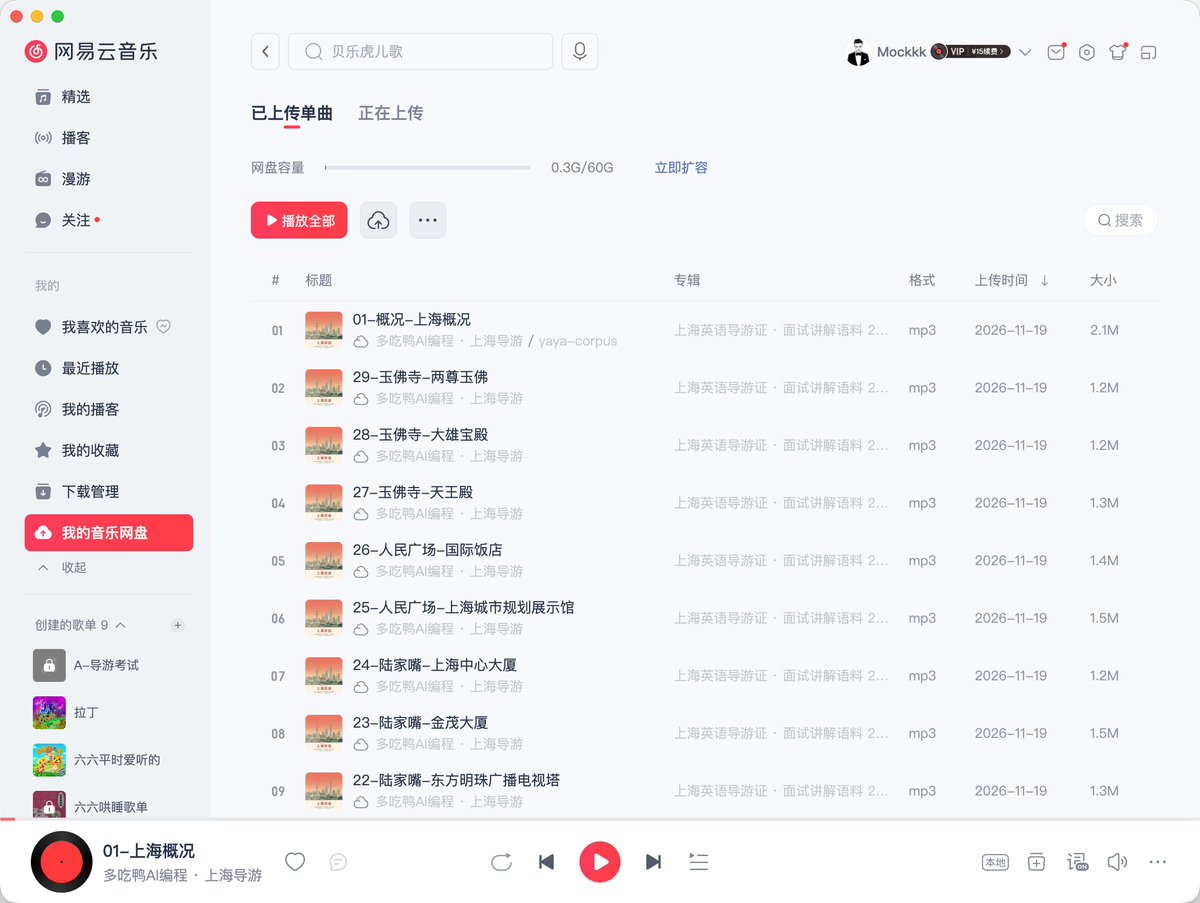 网易云音乐
精选
播客
漫游
关注
我的
我喜欢的音乐
最近播放
我的播客
我的收藏
下载管理
我的音乐网盘
收起
创建的歌单 9
A-导游考试
拉丁
六六平时爱听的
六六哄睡歌单
贝乐虎儿歌
Mockkk VIP ¥15续费
已上传单曲 正在上传
网盘容量 0.3G/60G 立即扩容
播放全部 搜索
# 标题 专辑 格式 上传时间 ↓ 大小
01 01-概况-上海概况 上海英语导游证 · 面试讲解语料 2... mp3 2026-11-19 2.1M
多吃鸭AI编程 · 上海导游 / yaya-corpus
02 29-玉佛寺-两尊玉佛 上海英语导游证 · 面试讲解语料 2... mp3 2026-11-19 1.2M
多吃鸭AI编程 · 上海导游
03 28-玉佛寺-大雄宝殿 上海英语导游证 · 面试讲解语料 2... mp3 2026-11-19 1.2M
多吃鸭AI编程 · 上海导游
04 27-玉佛寺-天王殿 上海英语导游证 · 面试讲解语料 2... mp3 2026-11-19 1.3M
多吃鸭AI编程 · 上海导游
05 26-人民广场-国际饭店 上海英语导游证 · 面试讲解语料 2... mp3 2026-11-19 1.4M
多吃鸭AI编程 · 上海导游
06 25-人民广场-上海城市规划展示馆 上海英语导游证 · 面试讲解语料 2... mp3 2026-11-19 1.5M
多吃鸭AI编程 · 上海导游
07 24-陆家嘴-上海中心大厦 上海英语导游证 · 面试讲解语料 2... mp3 2026-11-19 1.2M
多吃鸭AI编程 · 上海导游
08 23-陆家嘴-金茂大厦 上海英语导游证 · 面试讲解语料 2... mp3 2026-11-19 1.5M
多吃鸭AI编程 · 上海导游
09 22-陆家嘴-东方明珠广播电视塔 上海英语导游证 · 面试讲解语料 2... mp3 2026-11-19 1.3M
多吃鸭AI编程 · 上海导游
01-上海概况
多吃鸭AI编程 · 上海导游
本地
词 ON